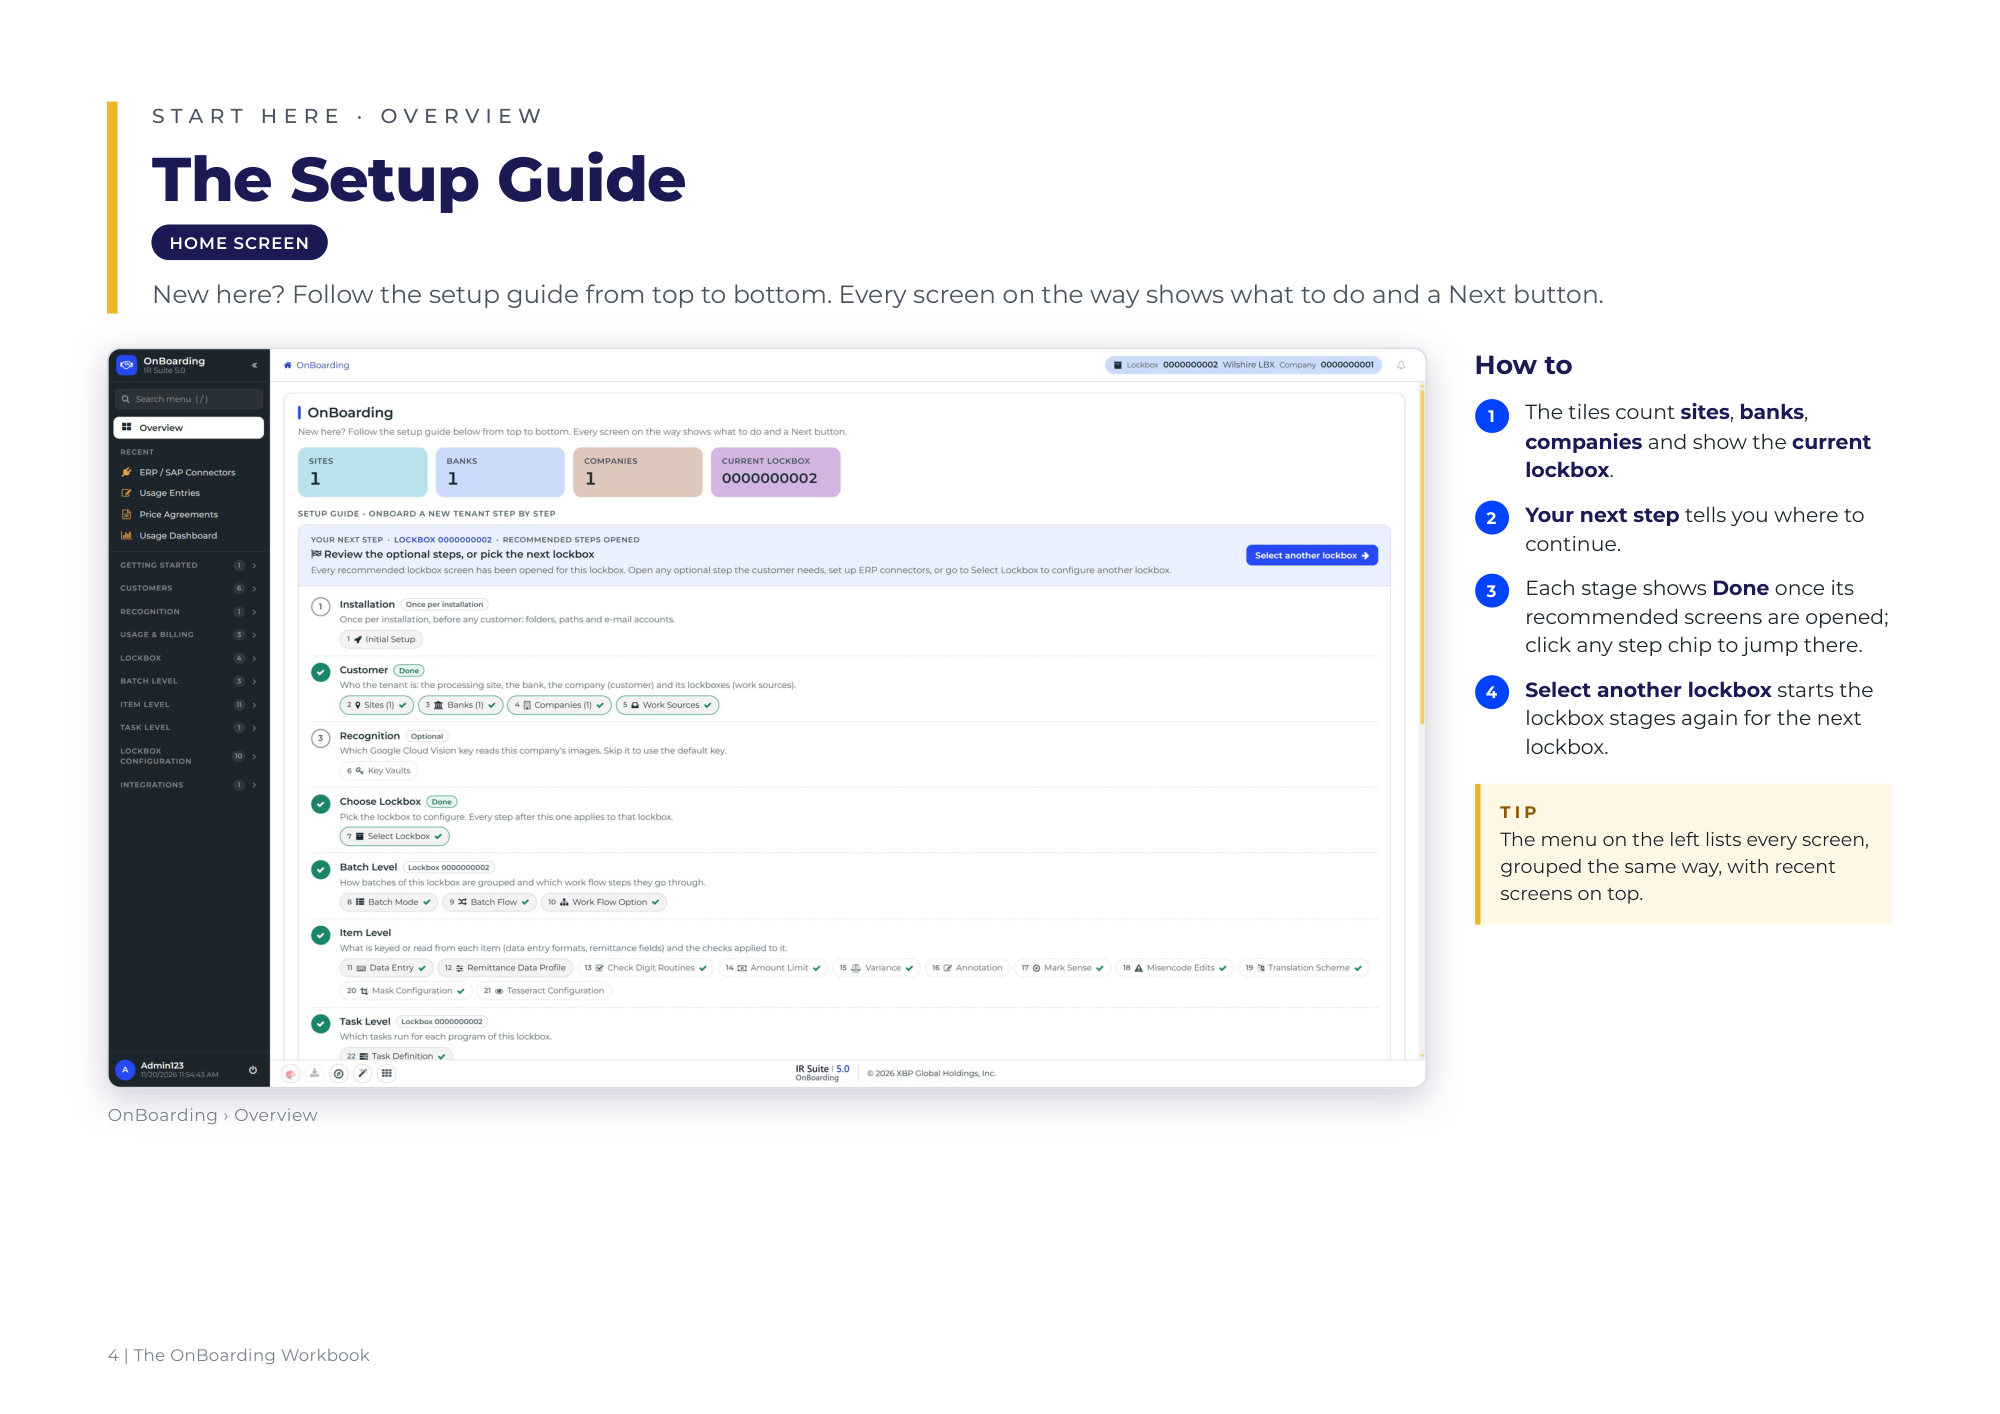 START HERE · OVERVIEW
The Setup Guide
HOME SCREEN
New here? Follow the setup guide from top to bottom. Every screen on the way shows what to do and a Next button.
OnBoarding
IR Suite 5.0
«
Search menu ( / )
Overview
RECENT
ERP / SAP Connectors
Usage Entries
Price Agreements
Usage Dashboard
GETTING STARTED 1 >
CUSTOMERS 6 >
RECOGNITION 1 >
USAGE & BILLING 3 >
LOCKBOX 4 >
BATCH LEVEL 3 >
ITEM LEVEL 11 >
TASK LEVEL 1 >
LOCKBOX
CONFIGURATION 10 >
INTEGRATIONS 1 >
A Admin123
11/20/2026 11:54:43 AM
OnBoarding
Lockbox 0000000002 Wilshire LBX Company 0000000001
OnBoarding
New here? Follow the setup guide below from top to bottom. Every screen on the way shows what to do and a Next button.
SITES
1
BANKS
1
COMPANIES
1
CURRENT LOCKBOX
0000000002
SETUP GUIDE - ONBOARD A NEW TENANT STEP BY STEP
YOUR NEXT STEP · LOCKBOX 0000000002 · RECOMMENDED STEPS OPENED
Review the optional steps, or pick the next lockbox
Every recommended lockbox screen has been opened for this lockbox. Open any optional step the customer needs, set up ERP connectors, or go to Select Lockbox to configure another lockbox.
Select another lockbox →
1 Installation Once per installation
Once per installation, before any customer: folders, paths and e-mail accounts.
1 Initial Setup
Customer Done
Who the tenant is: the processing site, the bank, the company (customer) and its lockboxes (work sources).
2 Sites (1) 3 Banks (1) 4 Companies (1) 5 Work Sources
3 Recognition Optional
Which Google Cloud Vision key reads this company's images. Skip it to use the default key.
6 Key Vaults
Choose Lockbox Done
Pick the lockbox to configure. Every step after this one applies to that lockbox.
7 Select Lockbox
Batch Level Lockbox 0000000002
How batches of this lockbox are grouped and which work flow steps they go through.
8 Batch Mode 9 Batch Flow 10 Work Flow Option
Item Level
What is keyed or read from each item (data entry formats, remittance fields) and the checks applied to it.
11 Data Entry 12 Remittance Data Profile 13 Check Digit Routines 14 Amount Limit 15 Variance 16 Annotation 17 Mark Sense 18 Misencode Edits 19 Translation Scheme
20 Mask Configuration 21 Tesseract Configuration
Task Level Lockbox 0000000002
Which tasks run for each program of this lockbox.
22 Task Definition
IR Suite | 5.0
OnBoarding
© 2026 XBP Global Holdings, Inc.
OnBoarding › Overview
How to
1 The tiles count sites, banks,
companies and show the current
lockbox.
2 Your next step tells you where to
continue.
3 Each stage shows Done once its
recommended screens are opened;
click any step chip to jump there.
4 Select another lockbox starts the
lockbox stages again for the next
lockbox.
TIP
The menu on the left lists every screen,
grouped the same way, with recent
screens on top.
4 | The OnBoarding Workbook